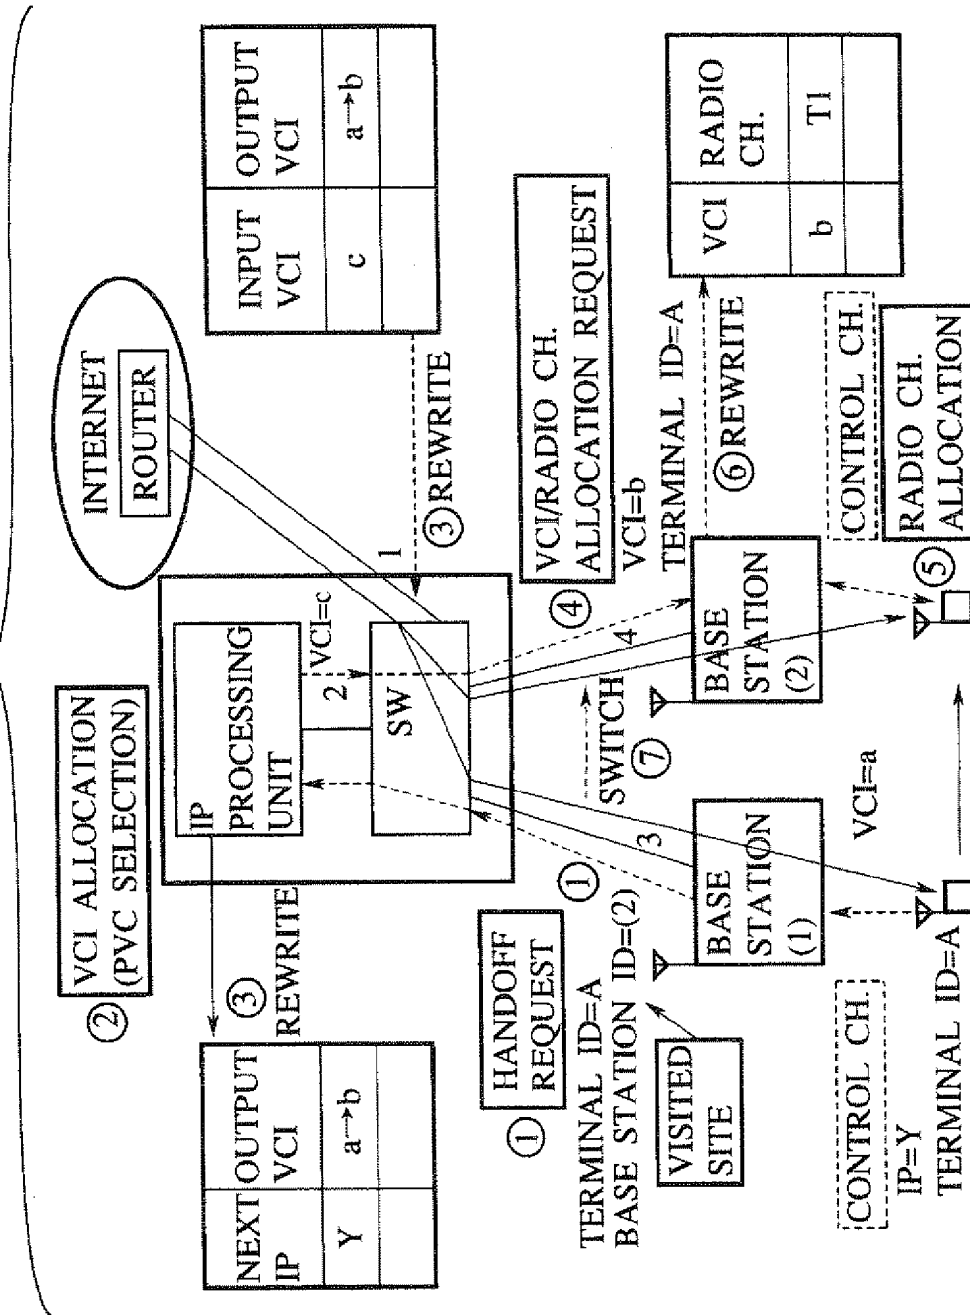 INTERNET
ROUTER
② VCI ALLOCATION
(PVC SELECTION)
NEXT
IP
OUTPUT
VCI
Y
a→b
③
REWRITE
IP
PROCESSING
UNIT
2
VCI=c
SW
1
③ REWRITE
INPUT
VCI
OUTPUT
VCI
c
a→b
① HANDOFF
REQUEST
TERMINAL ID=A
BASE STATION ID=(2)
VISITED
SITE
①
3
SWITCH
⑦
4
④ VCI/RADIO CH.
ALLOCATION REQUEST
VCI=b
TERMINAL ID=A
BASE
STATION
(1)
BASE
STATION
(2)
⑥ REWRITE
VCI
RADIO
CH.
b
T1
CONTROL CH.
IP=Y
TERMINAL ID=A
VCI=a
CONTROL CH.
⑤ RADIO CH.
ALLOCATION